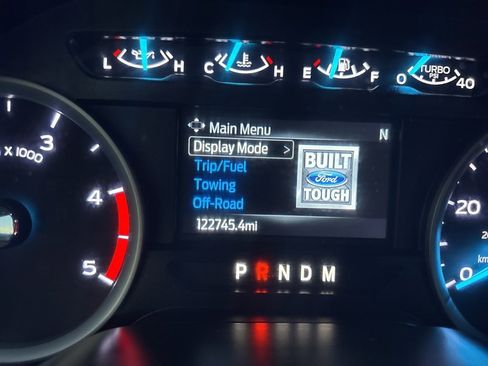 L H C H E F 0 TURBO 40
PSI
Main Menu N
Display Mode >
Trip/Fuel
Towing
Off-Road
BUILT
Ford
TOUGH
122745.4mi
P R N D M
3
x 1000
4
5
20
0